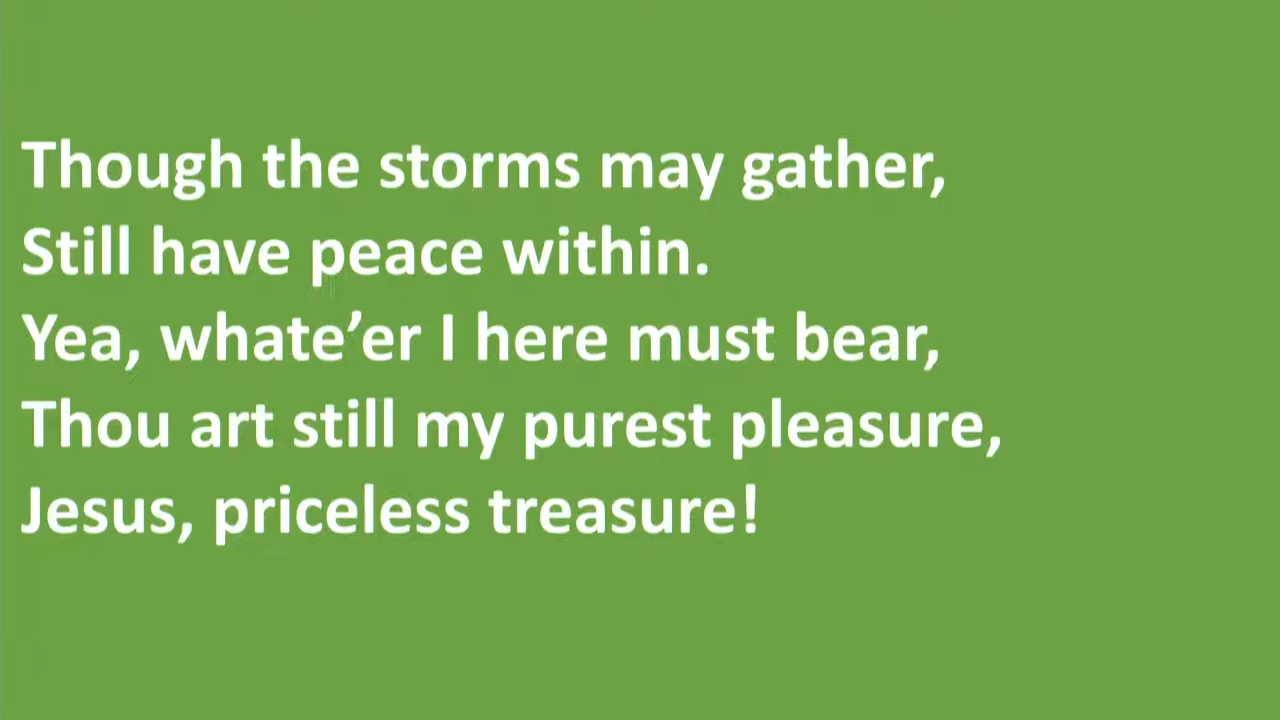 Though the storms may gather,
Still have peace within.
Yea, whate’er I here must bear,
Thou art still my purest pleasure,
Jesus, priceless treasure!